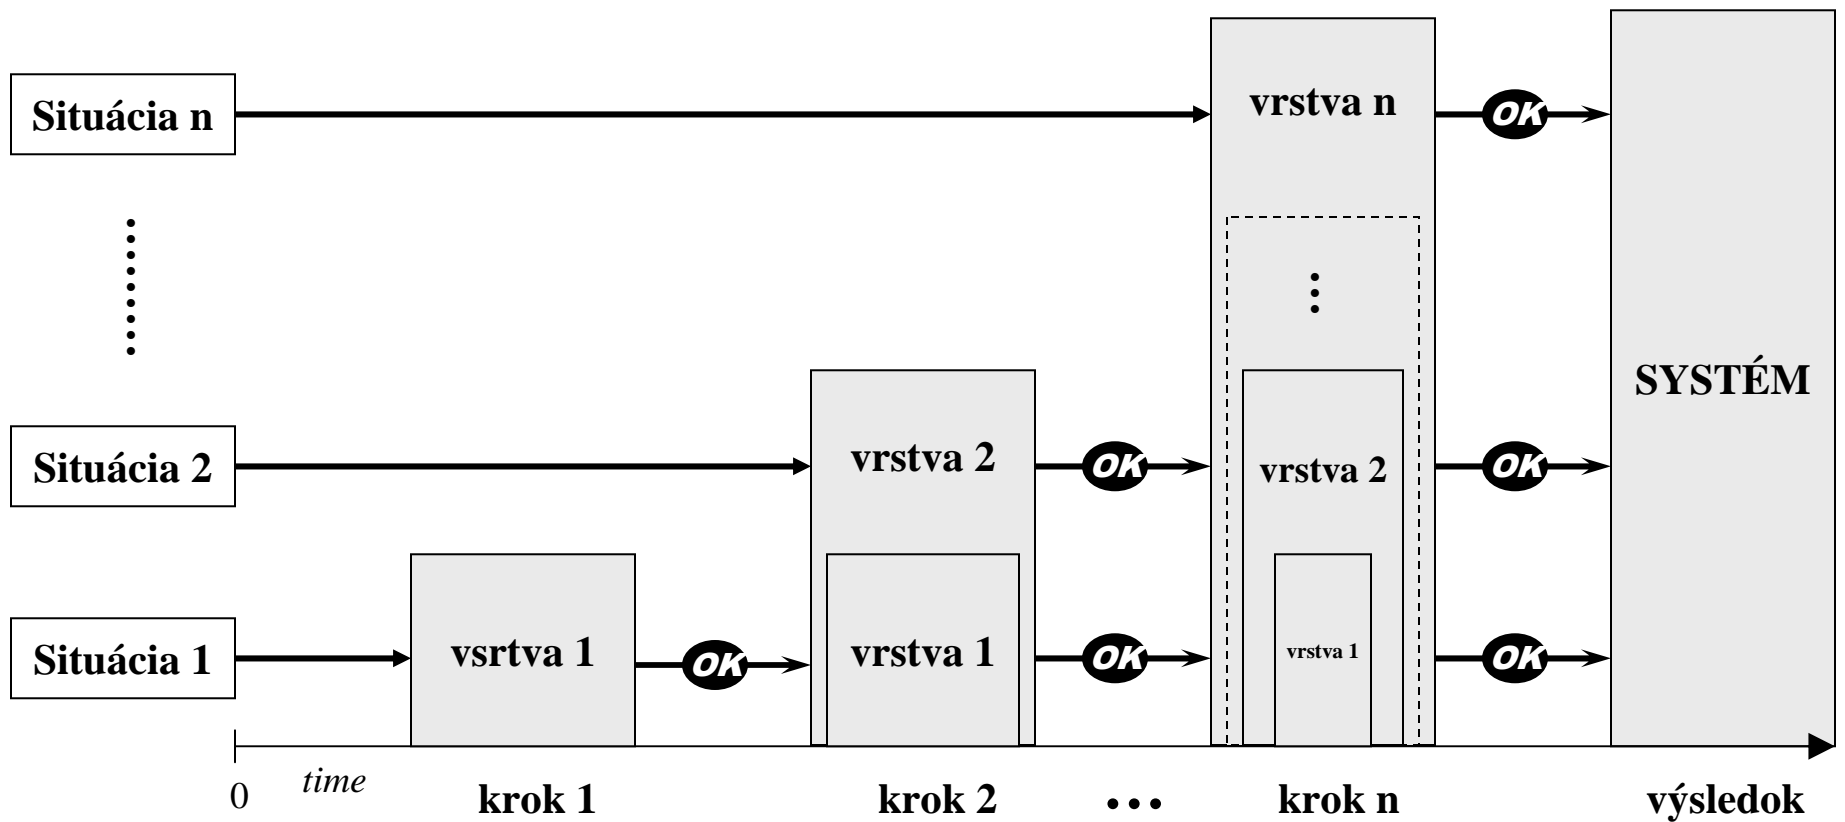 Situácia n
vrstva n
OK
SYSTÉM
Situácia 2
vrstva 2
OK
vrstva 2
OK
Situácia 1
vsrtva 1
OK
vrstva 1
OK
vrstva 1
OK
0
time
krok 1
krok 2
...
krok n
výsledok